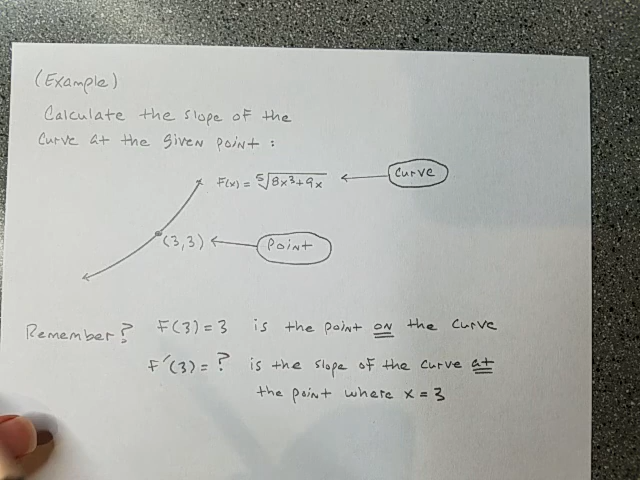 (Example)
Calculate the slope of the
curve at the given point :
F(x) = ⁵√8x³+9x
curve
(3,3)
Point
Remember? F(3)=3 is the point on the curve
F′(3)=? is the slope of the curve at
the point where x = 3